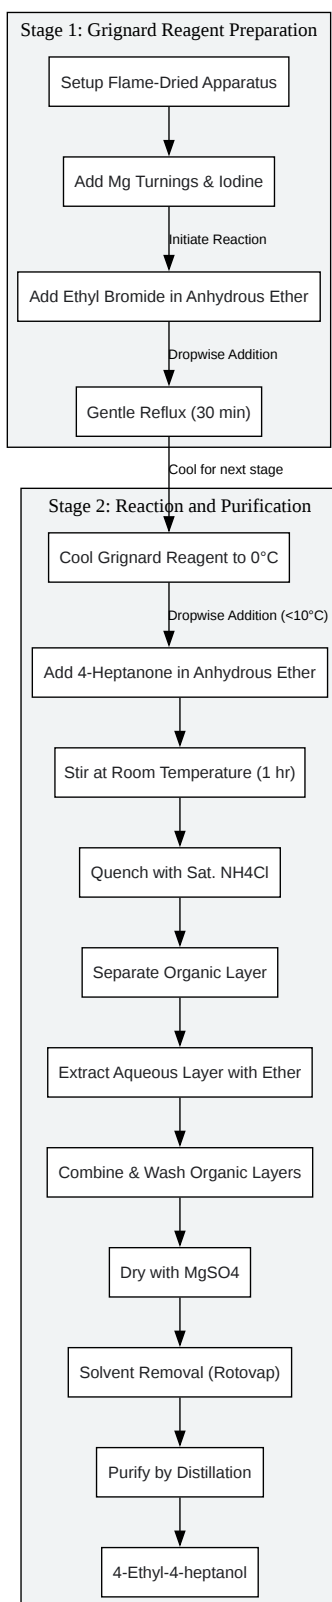 Stage 1: Grignard Reagent Preparation
Setup Flame-Dried Apparatus
Add Mg Turnings & Iodine
Initiate Reaction
Add Ethyl Bromide in Anhydrous Ether
Dropwise Addition
Gentle Reflux (30 min)
Cool for next stage
Stage 2: Reaction and Purification
Cool Grignard Reagent to 0°C
Dropwise Addition (<10°C)
Add 4-Heptanone in Anhydrous Ether
Stir at Room Temperature (1 hr)
Quench with Sat. NH4Cl
Separate Organic Layer
Extract Aqueous Layer with Ether
Combine & Wash Organic Layers
Dry with MgSO4
Solvent Removal (Rotovap)
Purify by Distillation
4-Ethyl-4-heptanol